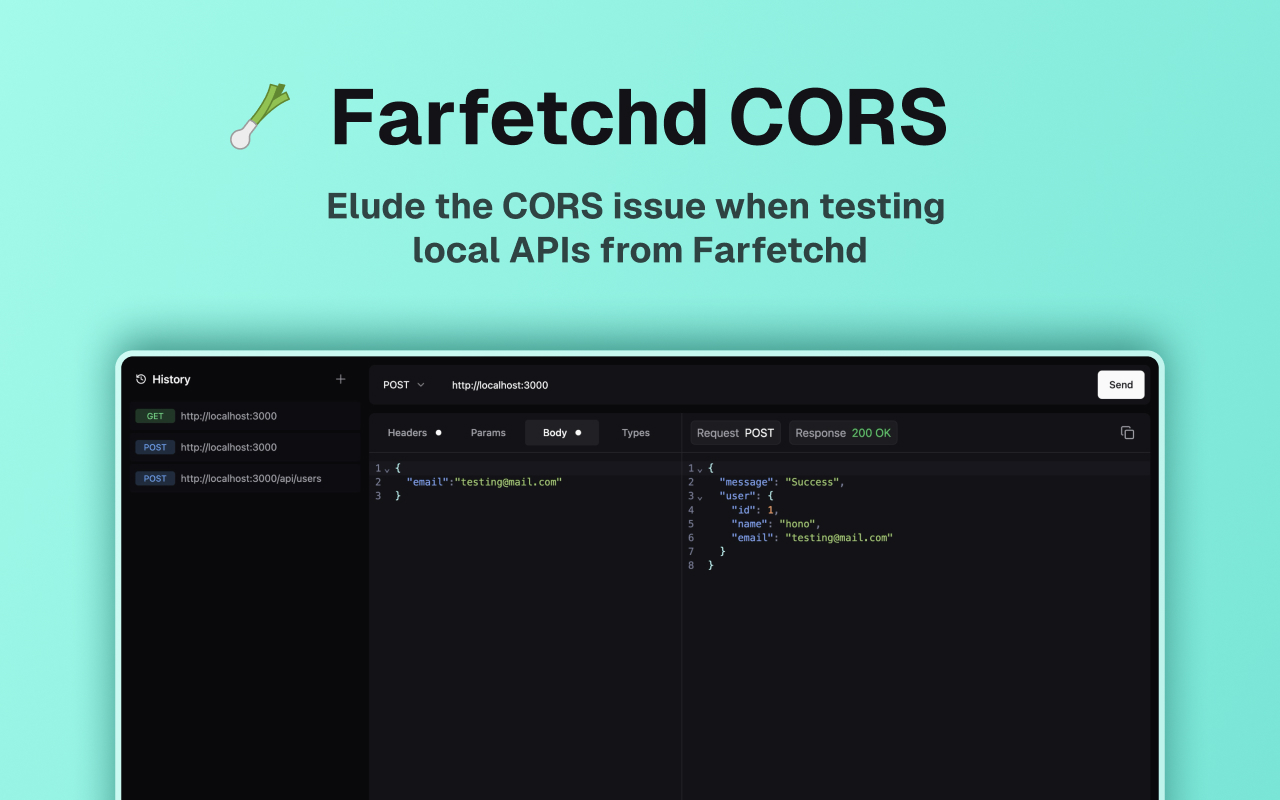 Farfetchd CORS
Elude the CORS issue when testing
local APIs from Farfetchd
History
GET http://localhost:3000
POST http://localhost:3000
POST http://localhost:3000/api/users
POST http://localhost:3000 Send
Headers Params Body Types
1 {
2 "email":"testing@mail.com"
3 }
Request POST Response 200 OK
1 {
2 "message": "Success",
3 "user": {
4 "id": 1,
5 "name": "hono",
6 "email": "testing@mail.com"
7 }
8 }